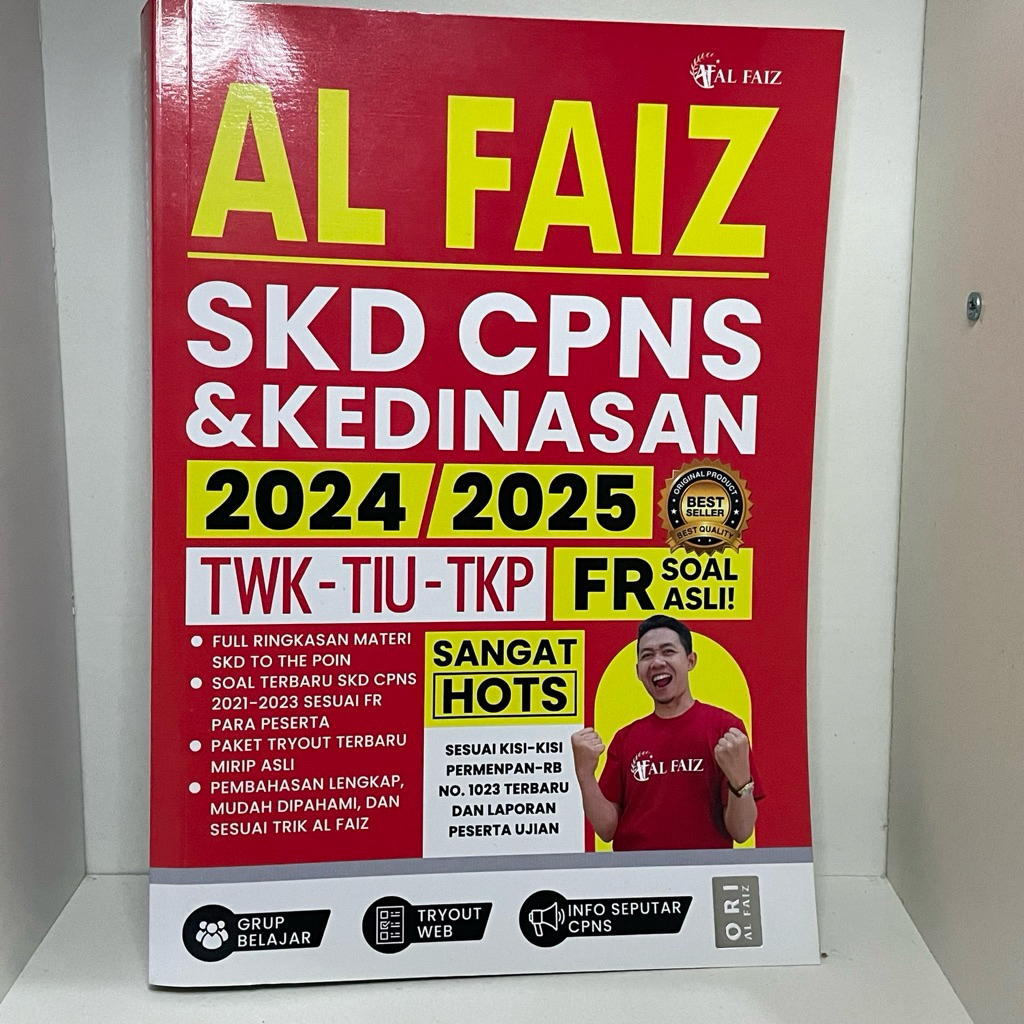 AL FAIZ
AL FAIZ
SKD CPNS
&KEDINASAN
2024/2025
ORIGINAL PRODUCT
BEST
SELLER
BEST QUALITY
TWK-TIU-TKP
FR SOAL
ASLI!
FULL RINGKASAN MATERI
SKD TO THE POIN
SOAL TERBARU SKD CPNS
2021-2023 SESUAI FR
PARA PESERTA
PAKET TRYOUT TERBARU
MIRIP ASLI
PEMBAHASAN LENGKAP,
MUDAH DIPAHAMI, DAN
SESUAI TRIK AL FAIZ
SANGAT
HOTS
SESUAI KISI-KISI
PERMENPAN-RB
NO. 1023 TERBARU
DAN LAPORAN
PESERTA UJIAN
AL FAIZ
GRUP
BELAJAR
TRYOUT
WEB
INFO SEPUTAR
CPNS
ORI
AL FAIZ